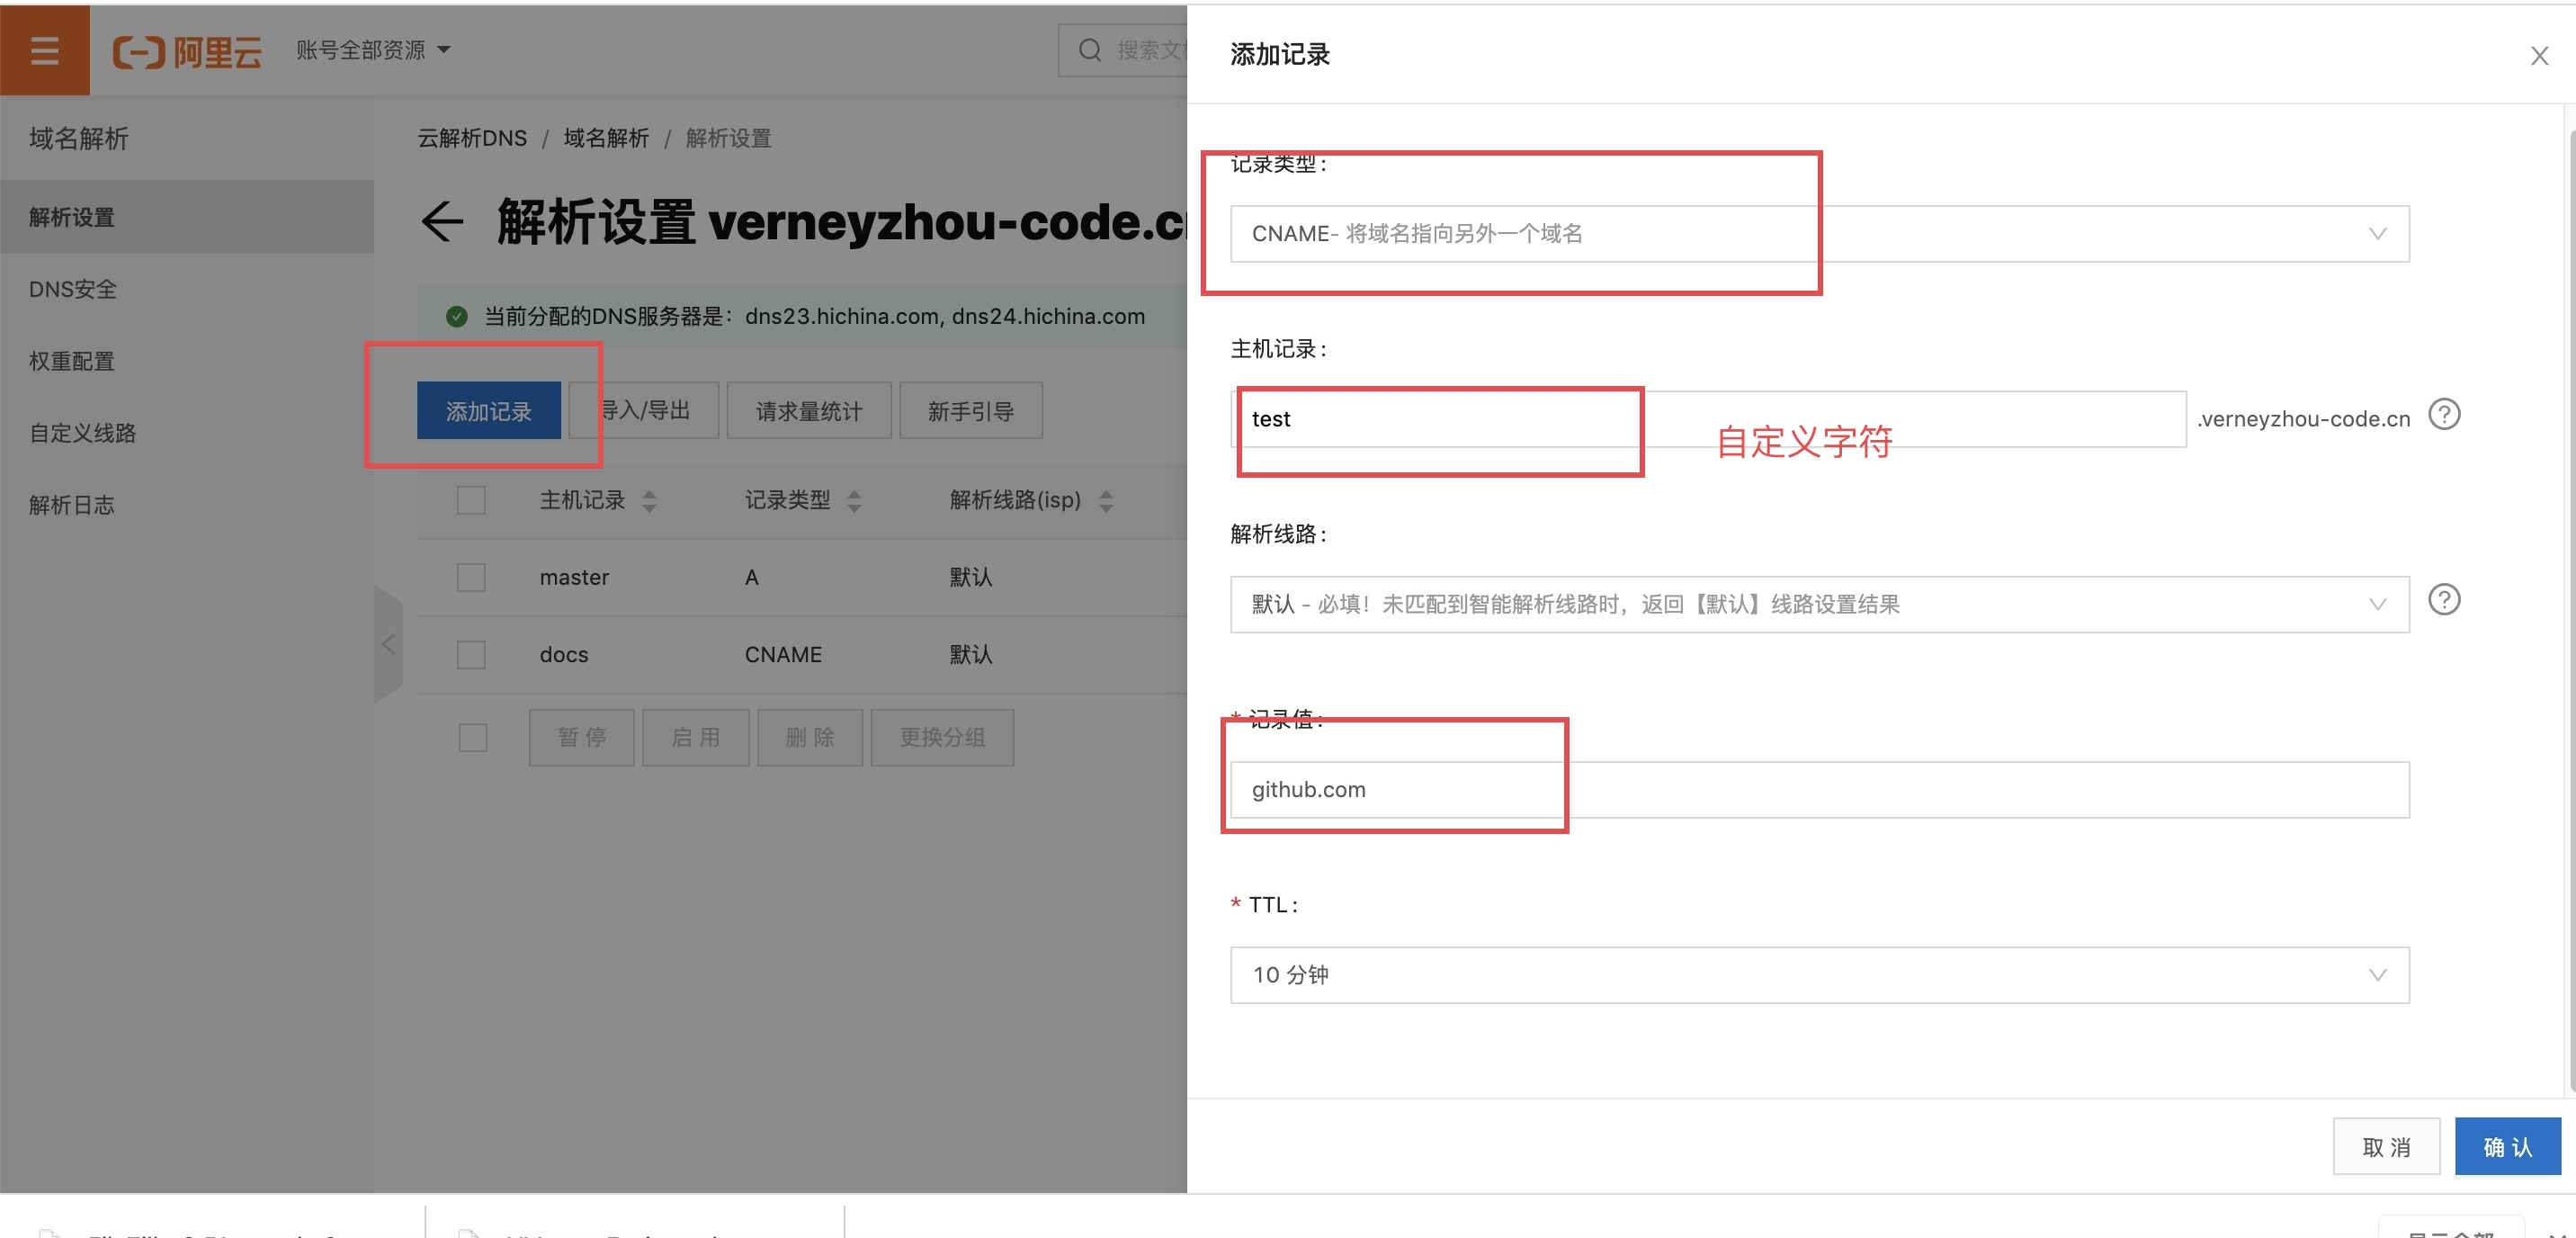 阿里云
账号全部资源
搜索文
域名解析
解析设置
DNS安全
权重配置
自定义线路
解析日志
云解析DNS / 域名解析 / 解析设置
解析设置 verneyzhou-code.c
当前分配的DNS服务器是：dns23.hichina.com, dns24.hichina.com
添加记录
导入/导出
请求量统计
新手引导
主机记录 记录类型 解析线路(isp)
master A 默认
docs CNAME 默认
暂停 启用 删除 更换分组
添加记录
记录类型：
CNAME- 将域名指向另外一个域名
主机记录：
test
.verneyzhou-code.cn
自定义字符
解析线路：
默认 - 必填！未匹配到智能解析线路时，返回【默认】线路设置结果
* 记录值：
github.com
* TTL：
10 分钟
取消
确认